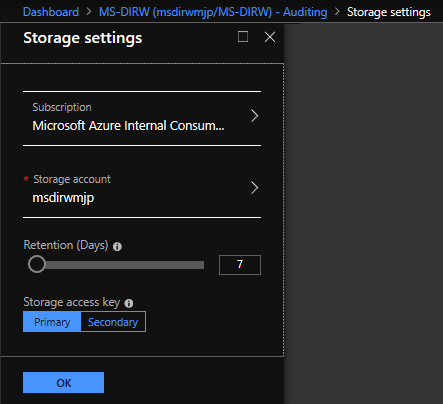 Dashboard > MS-DIRW (msdirwmjp/MS-DIRW) - Auditing > Storage settings
Storage settings
Subscription
Microsoft Azure Internal Consum...
* Storage account
msdirwmjp
Retention (Days)
7
Storage access key
Primary Secondary
OK